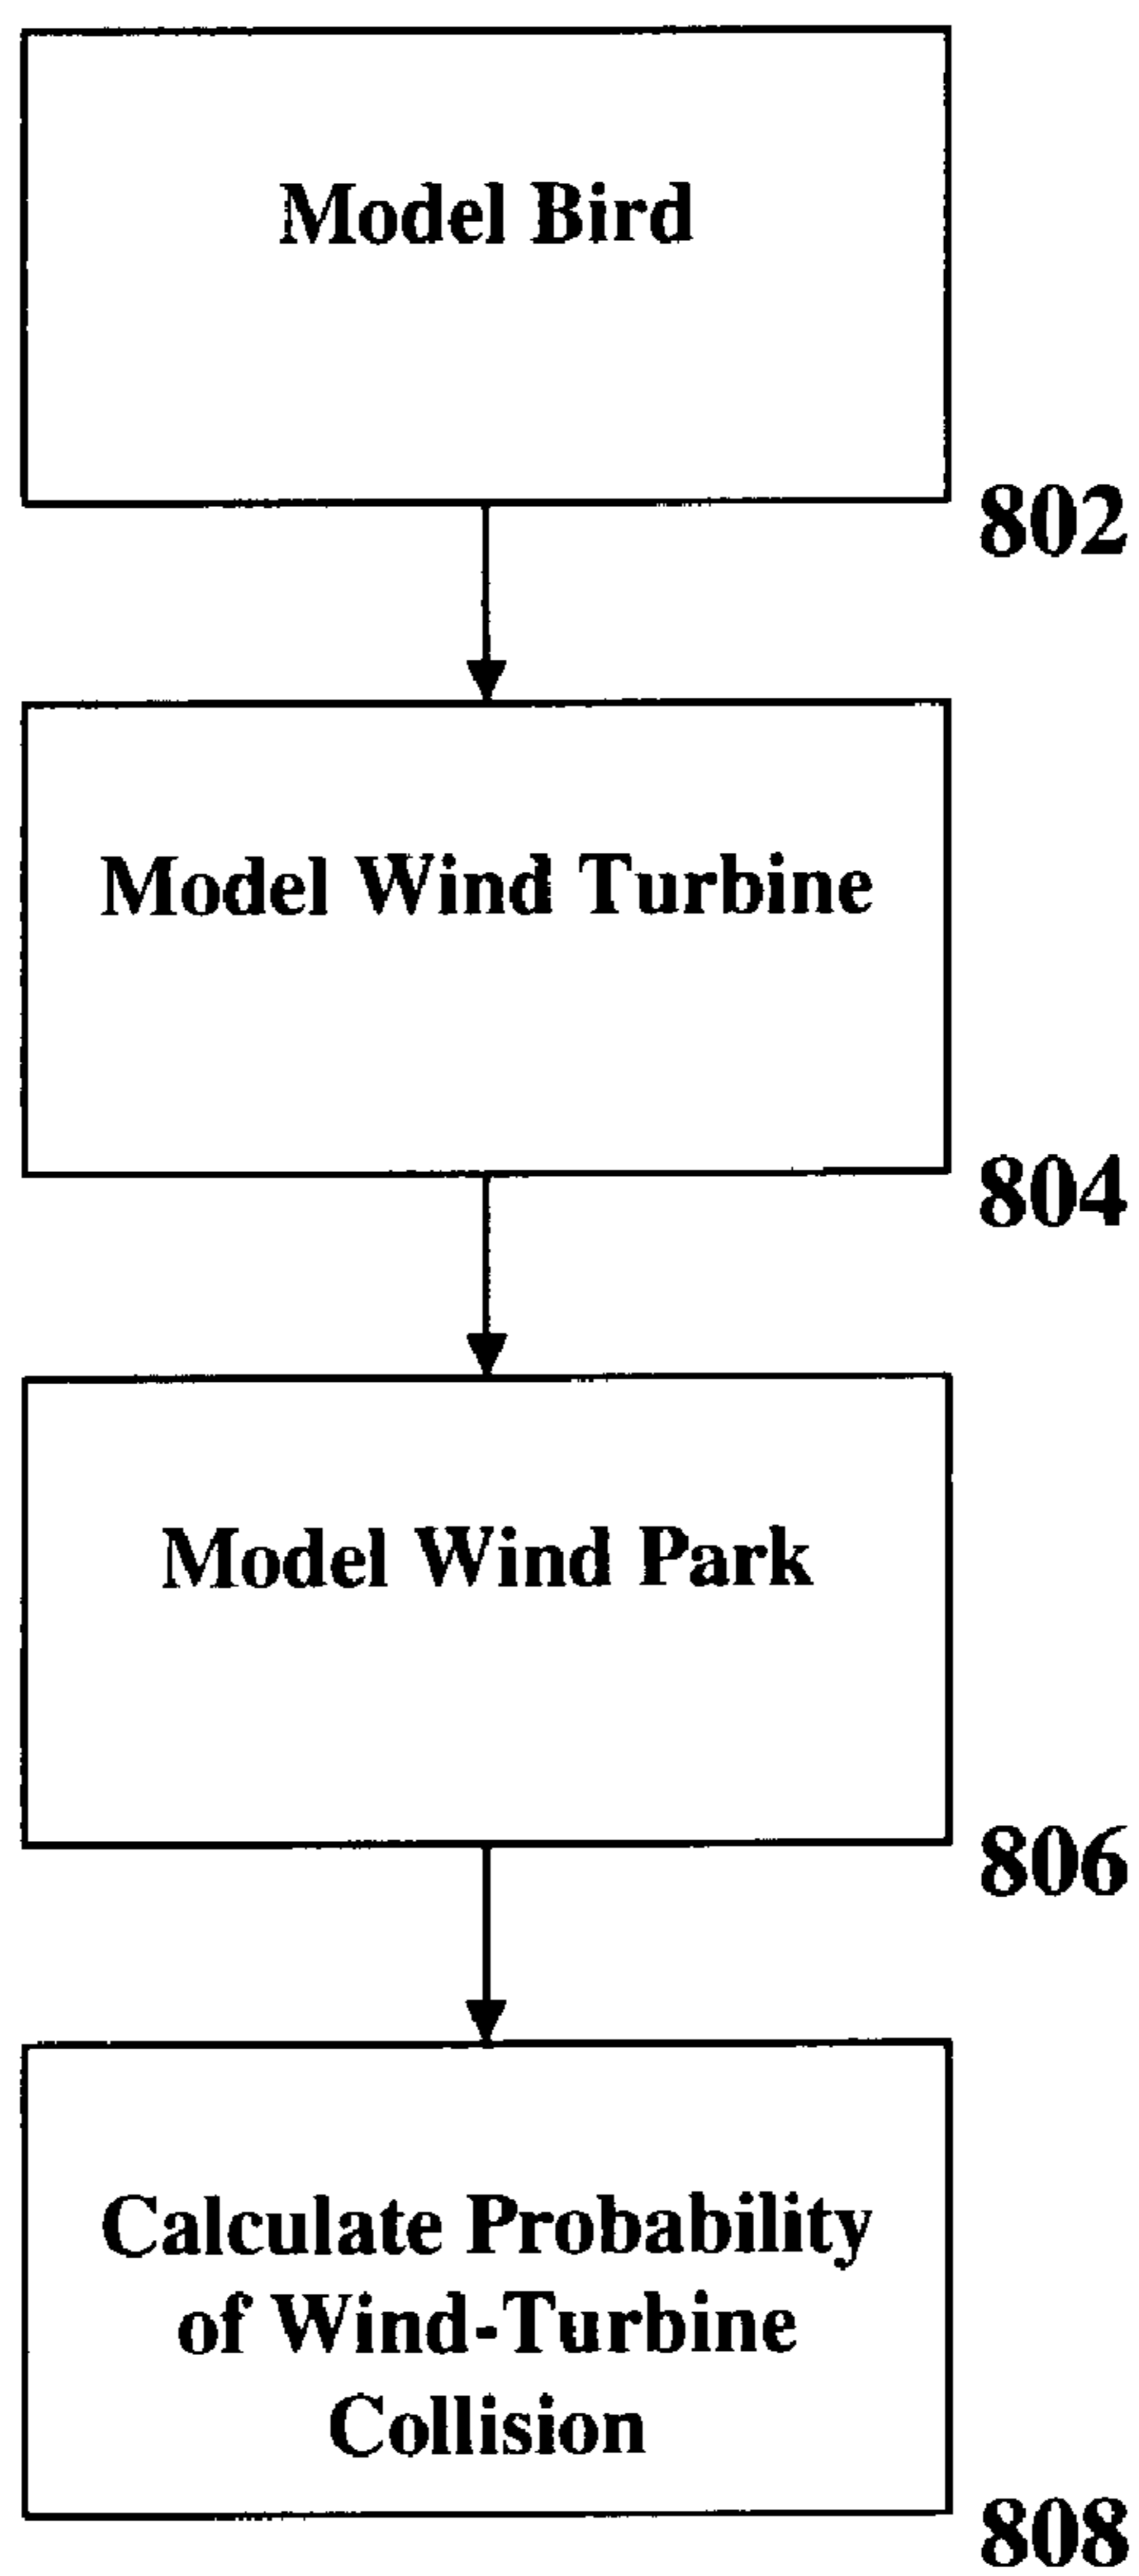 Model Bird
802
Model Wind Turbine
804
Model Wind Park
806
Calculate Probability
of Wind-Turbine
Collision
808